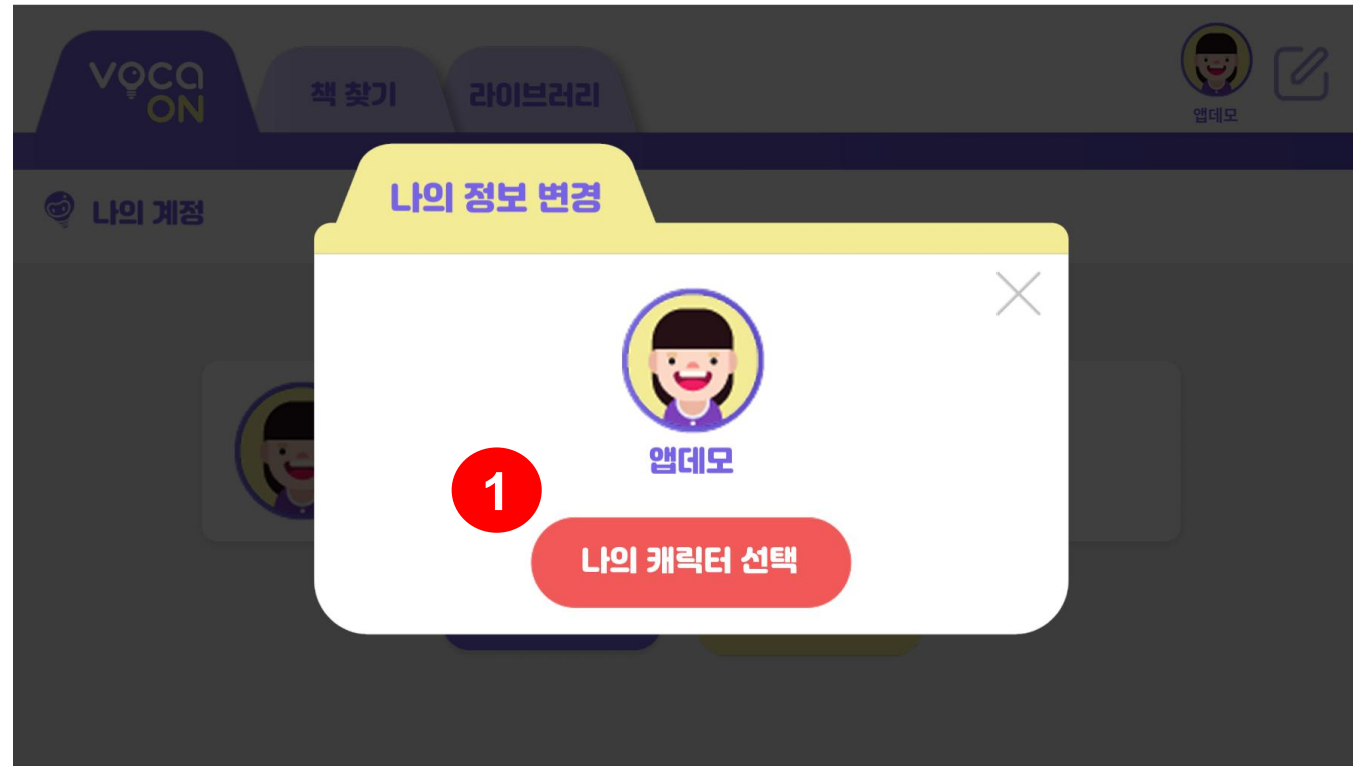 VOCA
ON
책 찾기
라이브러리
앱데모
나의 계정
나의 정보 변경
앱데모
1
나의 캐릭터 선택